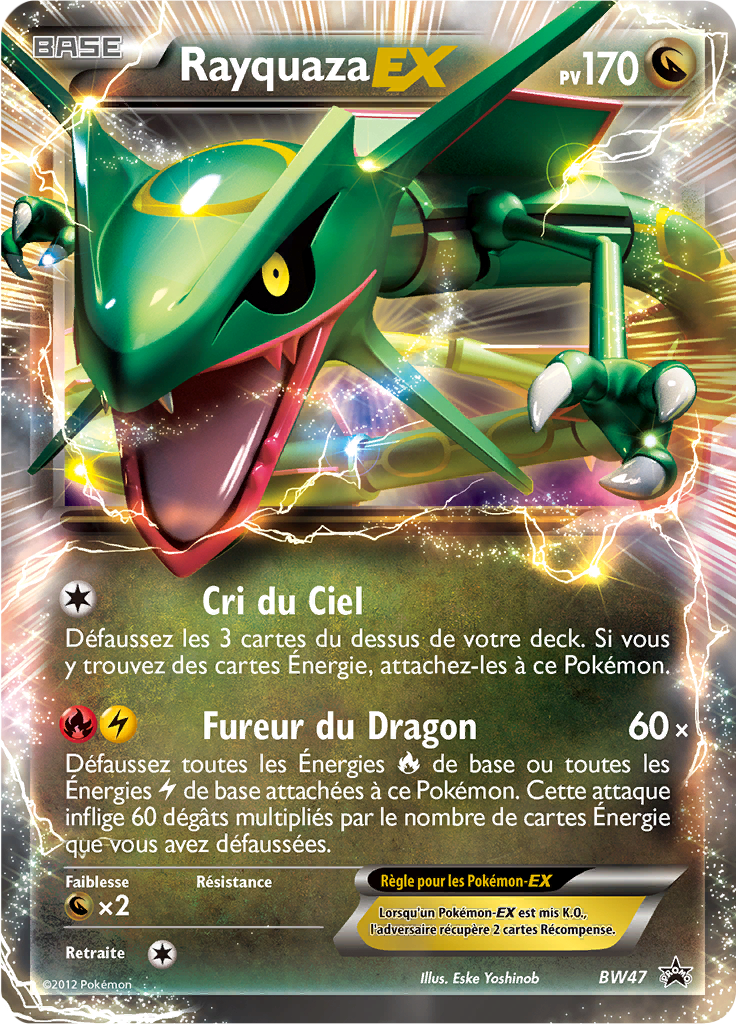 BASE
Rayquaza EX
PV170
Cri du Ciel
Défaussez les 3 cartes du dessus de votre deck. Si vous
y trouvez des cartes Énergie, attachez-les à ce Pokémon.
Fureur du Dragon 60×
Défaussez toutes les Énergies de base ou toutes les
Énergies de base attachées à ce Pokémon. Cette attaque
inflige 60 dégâts multipliés par le nombre de cartes Énergie
que vous avez défaussées.
Faiblesse Résistance
×2
Retraite
Règle pour les Pokémon-EX
Lorsqu'un Pokémon-EX est mis K.O.,
l'adversaire récupère 2 cartes Récompense.
Illus. Eske Yoshinob
BW47
PROMO
©2012 Pokémon